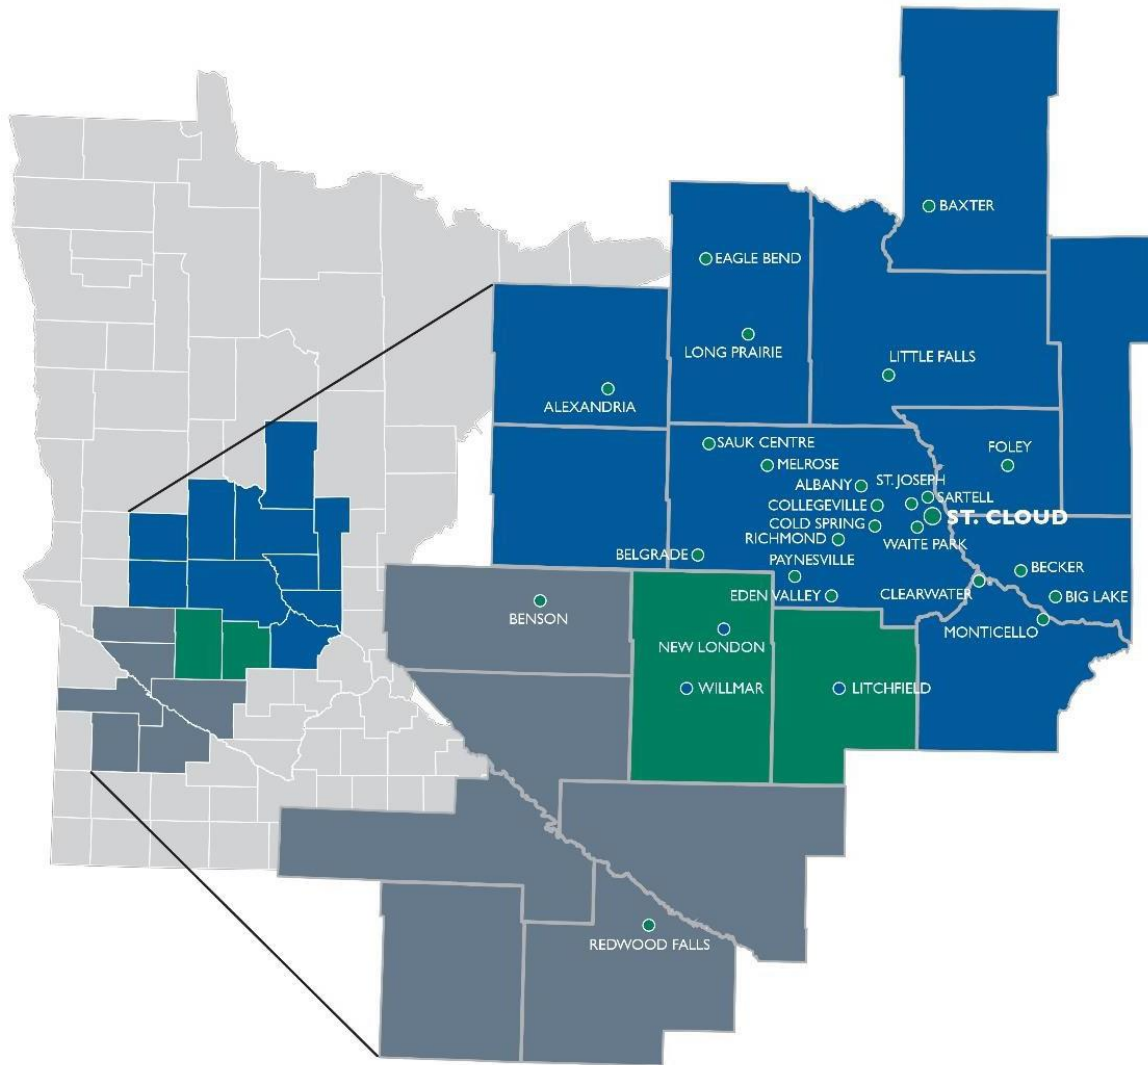 BAXTER
EAGLE BEND
LONG PRAIRIE
LITTLE FALLS
ALEXANDRIA
SAUK CENTRE
FOLEY
MELROSE
ST. JOSEPH
ALBANY
SARTELL
COLLEGEVILLE
ST. CLOUD
COLD SPRING
RICHMOND
WAITE PARK
BELGRADE
PAYNESVILLE
BECKER
EDEN VALLEY
CLEARWATER
BIG LAKE
BENSON
MONTICELLO
NEW LONDON
WILLMAR
LITCHFIELD
REDWOOD FALLS